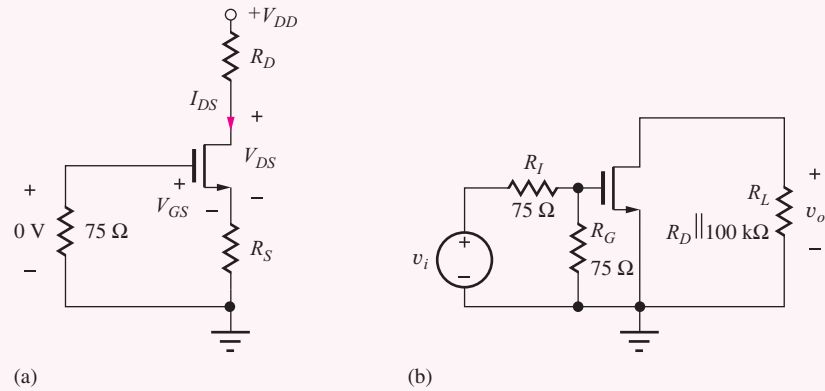 +V_DD
R_D
I_DS
+
V_DS
+
V_GS
−
−
+
0 V
75 Ω
−
R_S
(a)
R_I
75 Ω
+
−
v_i
R_G
75 Ω
R_L
R_D||100 kΩ
+
v_o
−
(b)